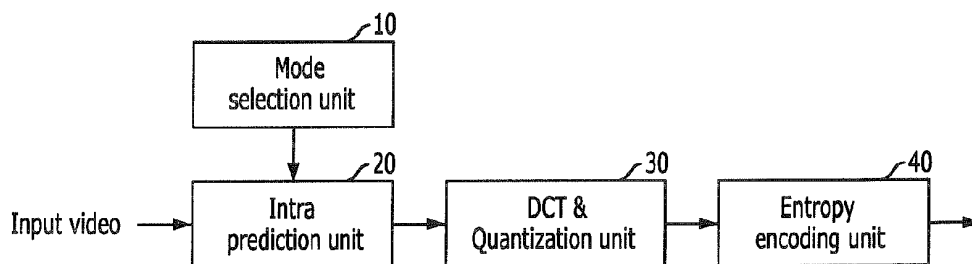 10
Mode
selection unit
20
30
40
Input video
Intra
prediction unit
DCT &
Quantization unit
Entropy
encoding unit